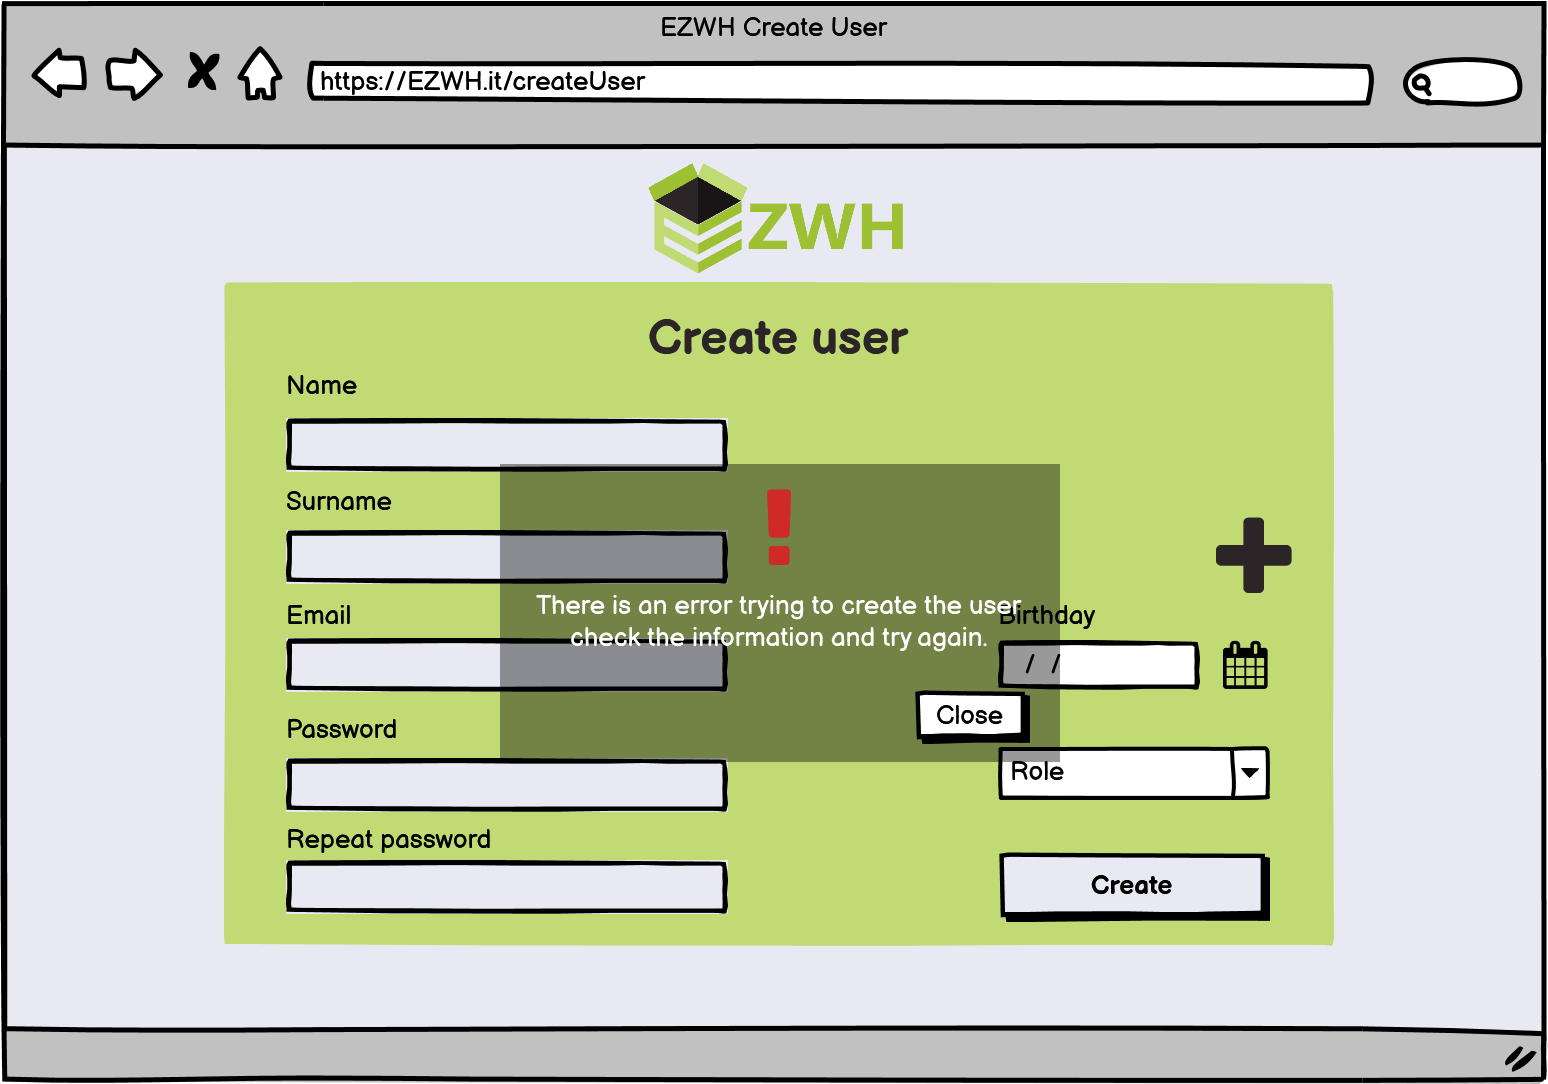 EZWH Create User
https://EZWH.it/createUser
ZWH
Create user
Name
Surname
There is an error trying to create the user
check the information and try again.
Email
Birthday
/ /
Close
Password
Role
Repeat password
Create